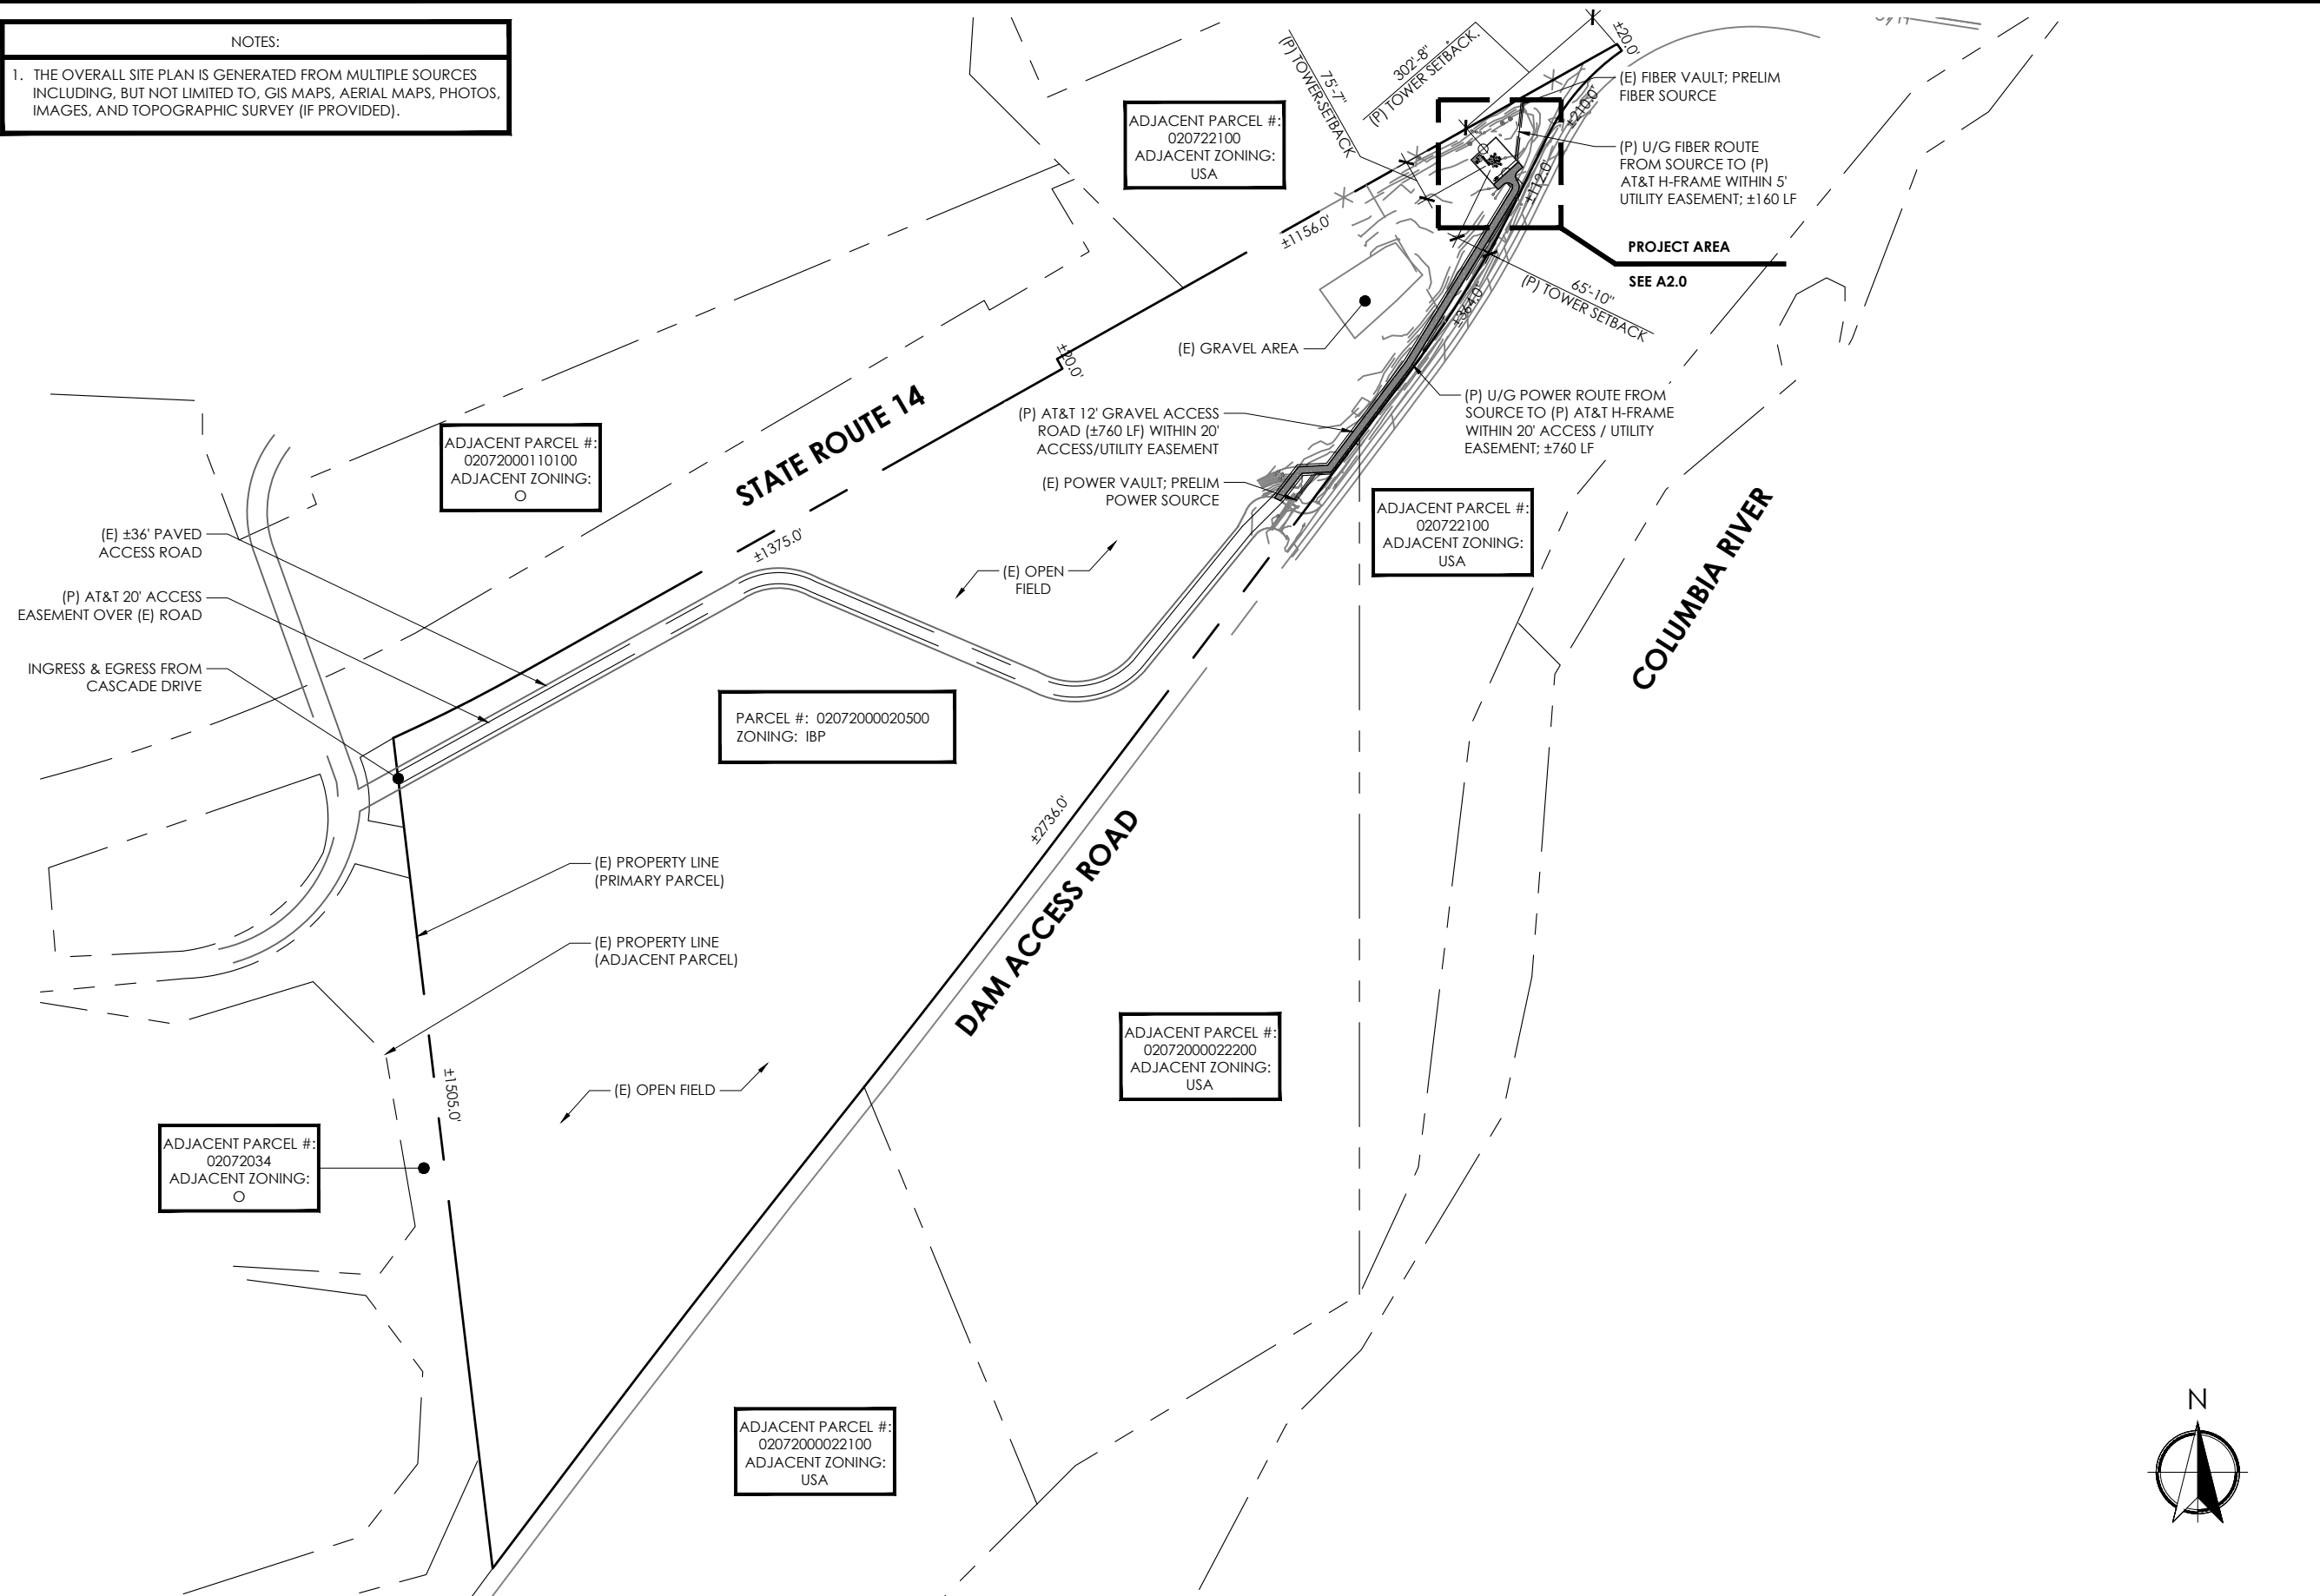 NOTES:
1. THE OVERALL SITE PLAN IS GENERATED FROM MULTIPLE SOURCES
INCLUDING, BUT NOT LIMITED TO, GIS MAPS, AERIAL MAPS, PHOTOS,
IMAGES, AND TOPOGRAPHIC SURVEY (IF PROVIDED).
75'-7"
(P) TOWER SETBACK
302'-8"
(P) TOWER SETBACK.
±20.0'
(E) FIBER VAULT; PRELIM
FIBER SOURCE
±210.0'
ADJACENT PARCEL #:
020722100
ADJACENT ZONING:
USA
(P) U/G FIBER ROUTE
FROM SOURCE TO (P)
AT&T H-FRAME WITHIN 5'
UTILITY EASEMENT; ±160 LF
±112.0'
±1156.0'
PROJECT AREA
SEE A2.0
65'-10"
(P) TOWER SETBACK
±364.0'
(E) GRAVEL AREA
±20.0'
STATE ROUTE 14
(P) AT&T 12' GRAVEL ACCESS
ROAD (±760 LF) WITHIN 20'
ACCESS/UTILITY EASEMENT
(P) U/G POWER ROUTE FROM
SOURCE TO (P) AT&T H-FRAME
WITHIN 20' ACCESS / UTILITY
EASEMENT; ±760 LF
ADJACENT PARCEL #:
02072000110100
ADJACENT ZONING:
O
(E) POWER VAULT; PRELIM
POWER SOURCE
ADJACENT PARCEL #:
020722100
ADJACENT ZONING:
USA
COLUMBIA RIVER
(E) ±36' PAVED
ACCESS ROAD
±1375.0'
(E) OPEN
FIELD
(P) AT&T 20' ACCESS
EASEMENT OVER (E) ROAD
INGRESS & EGRESS FROM
CASCADE DRIVE
PARCEL #: 02072000020500
ZONING: IBP
±2736.0'
DAM ACCESS ROAD
(E) PROPERTY LINE
(PRIMARY PARCEL)
(E) PROPERTY LINE
(ADJACENT PARCEL)
ADJACENT PARCEL #:
02072000022200
ADJACENT ZONING:
USA
±1505.0'
(E) OPEN FIELD
ADJACENT PARCEL #:
02072034
ADJACENT ZONING:
O
ADJACENT PARCEL #:
02072000022100
ADJACENT ZONING:
USA
N